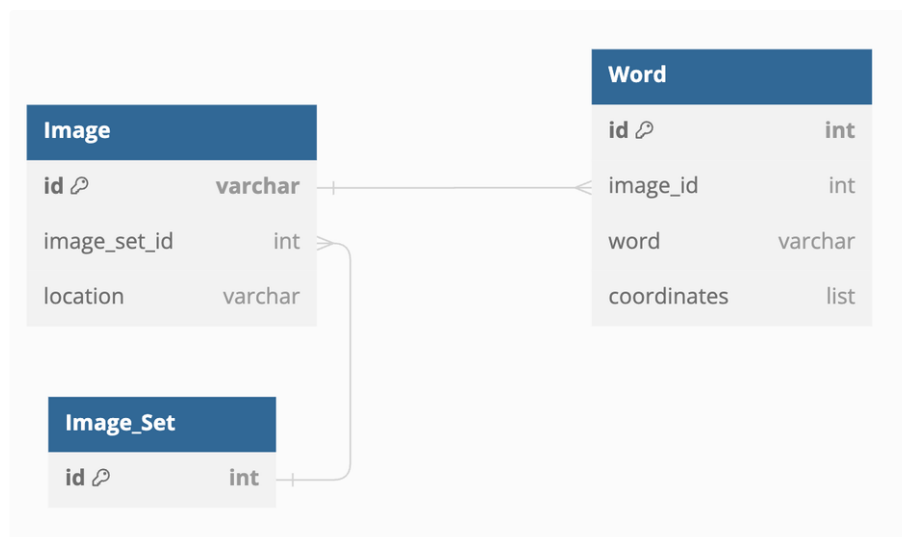 Image
id varchar
image_set_id int
location varchar
Word
id int
image_id int
word varchar
coordinates list
Image_Set
id int